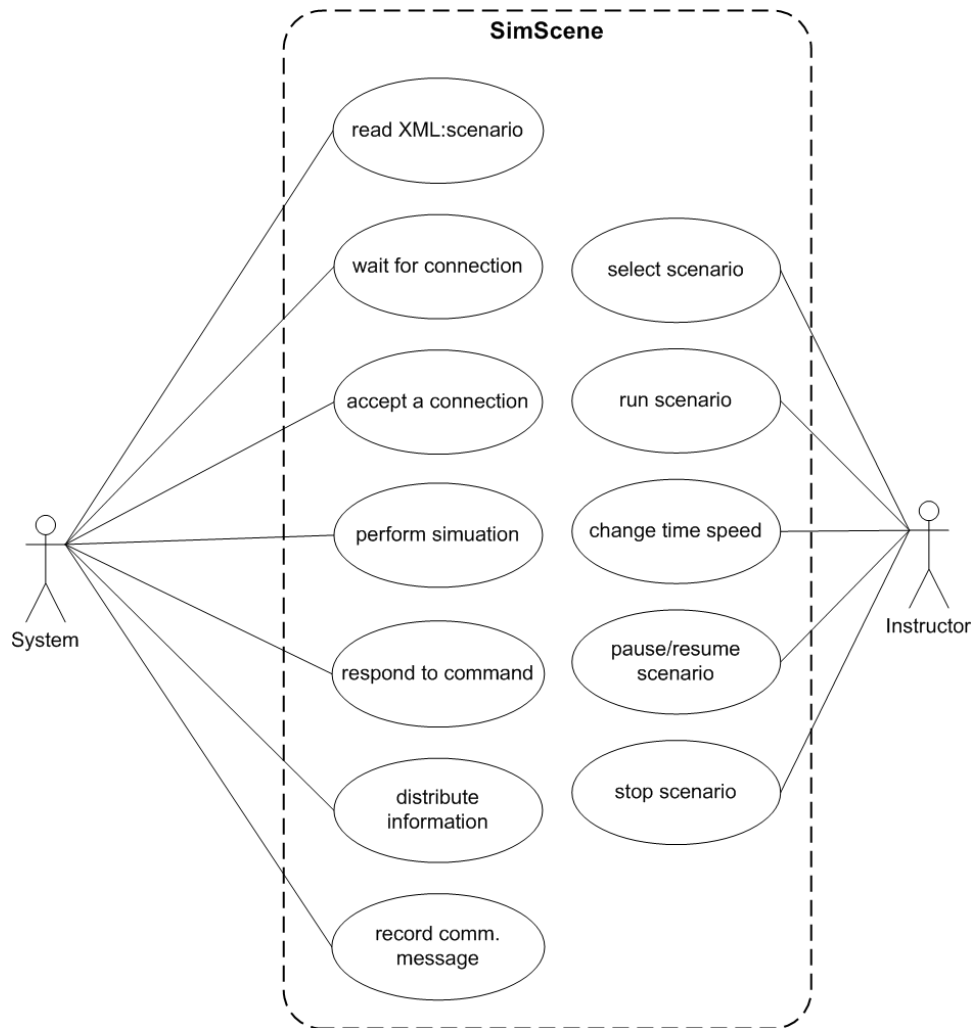 SimScene
read XML:scenario
wait for connection
select scenario
accept a connection
run scenario
perform simuation
change time speed
System
Instructor
respond to command
pause/resume
scenario
distribute
information
stop scenario
record comm.
message